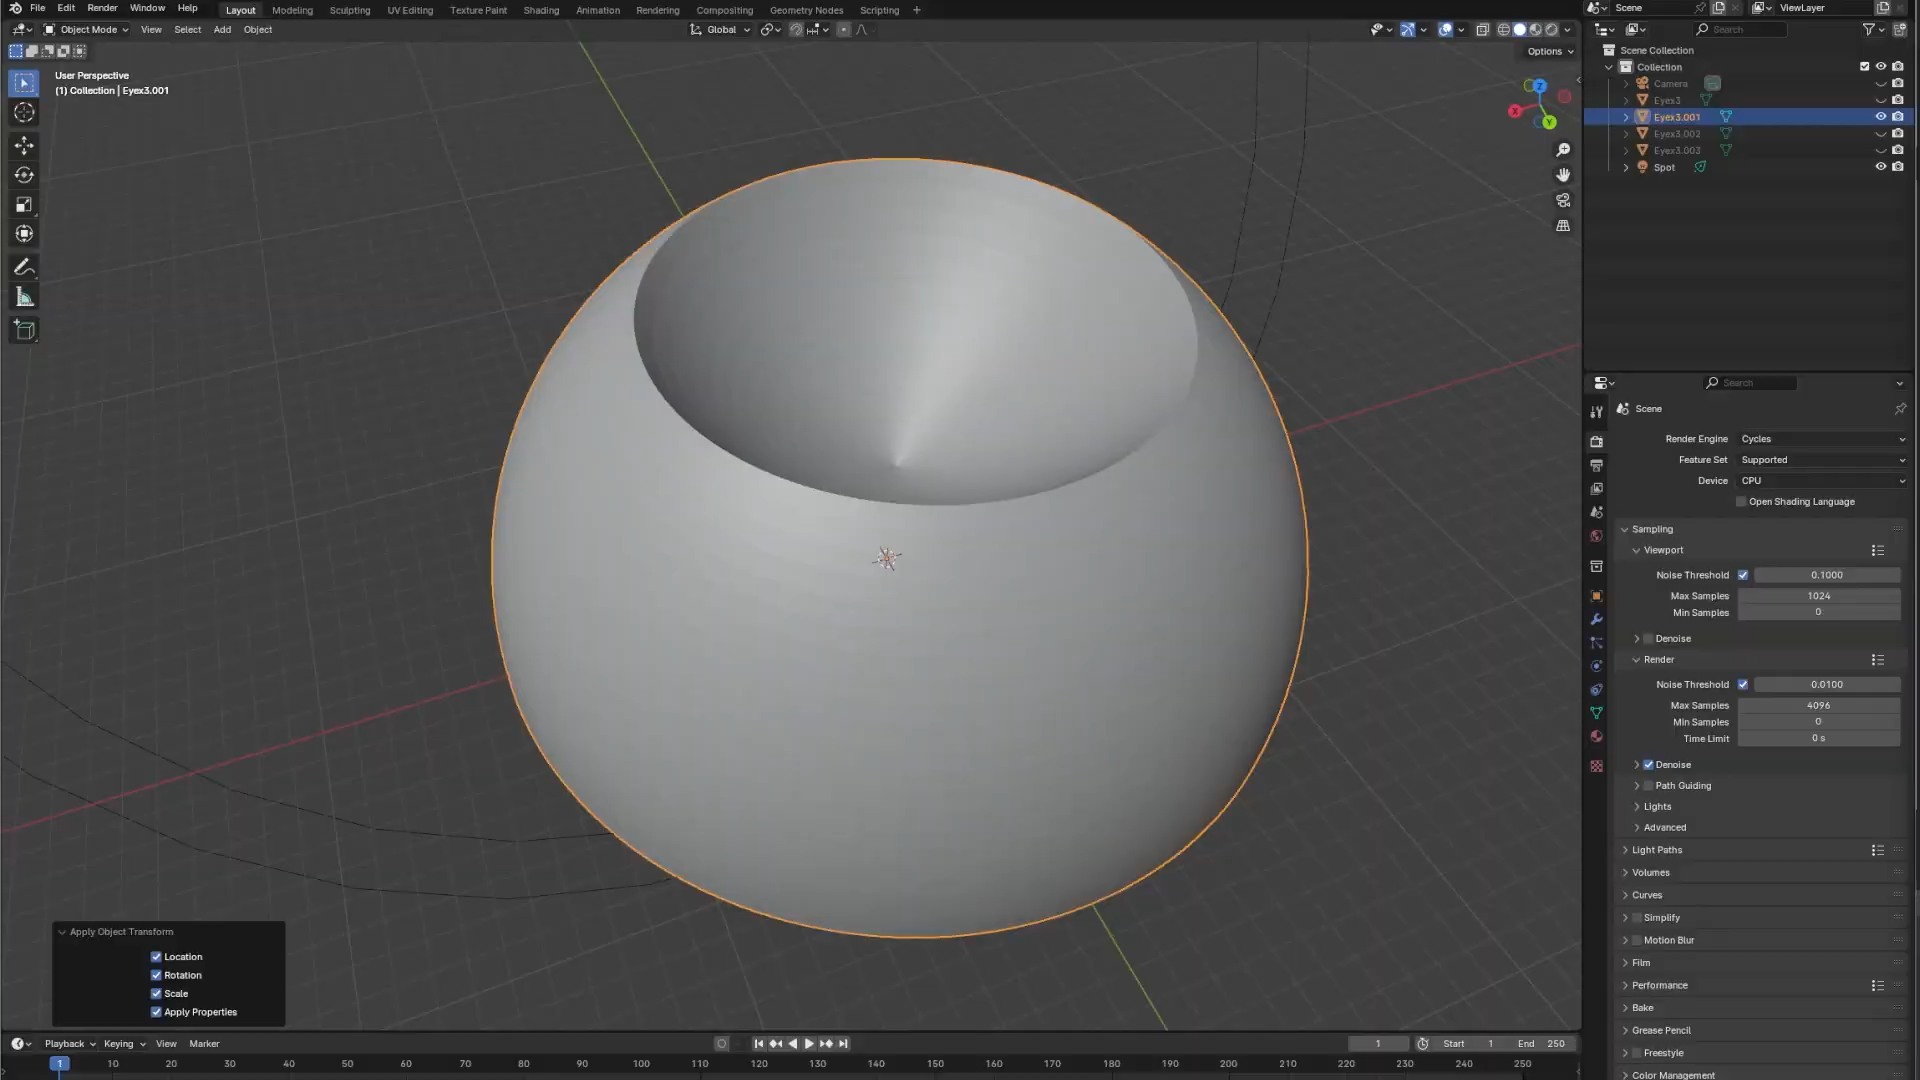 File Edit Render Window Help Layout Modeling Sculpting UV Editing Texture Paint Shading Animation Rendering Compositing Geometry Nodes Scripting + Scene ViewLayer
Object Mode View Select Add Object Global Search
Options
User Perspective
(1) Collection | Eyex3.001
X
Y
Z
Scene Collection
Collection
Camera
Eyex3
Eyex3.001
Eyex3.002
Eyex3.003
Spot
Search
Scene
Render Engine Cycles
Feature Set Supported
Device CPU
Open Shading Language
Sampling
Viewport
Noise Threshold 0.1000
Max Samples 1024
Min Samples 0
Denoise
Render
Noise Threshold 0.0100
Max Samples 4096
Min Samples 0
Time Limit 0 s
Denoise
Path Guiding
Lights
Advanced
Light Paths
Volumes
Curves
Simplify
Motion Blur
Film
Performance
Bake
Grease Pencil
Freestyle
Color Management
Apply Object Transform
Location
Rotation
Scale
Apply Properties
Playback Keying View Marker 1 Start 1 End 250
1 10 20 30 40 50 60 70 80 90 100 110 120 130 140 150 160 170 180 190 200 210 220 230 240 250